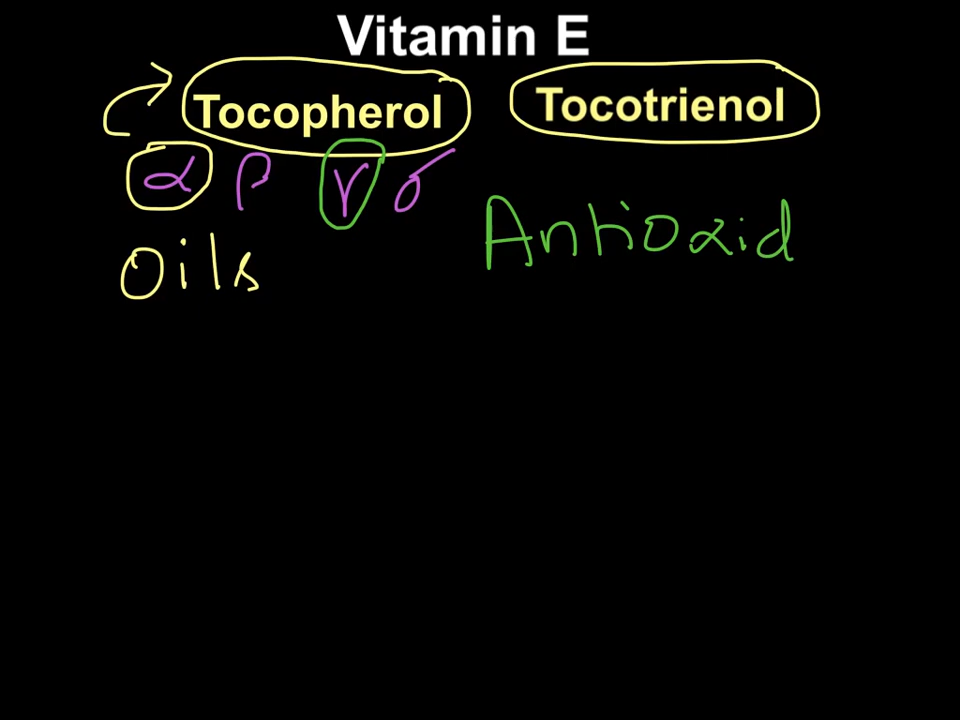 Vitamin E
Tocopherol Tocotrienol
α β γ σ
Antioxid
Oils